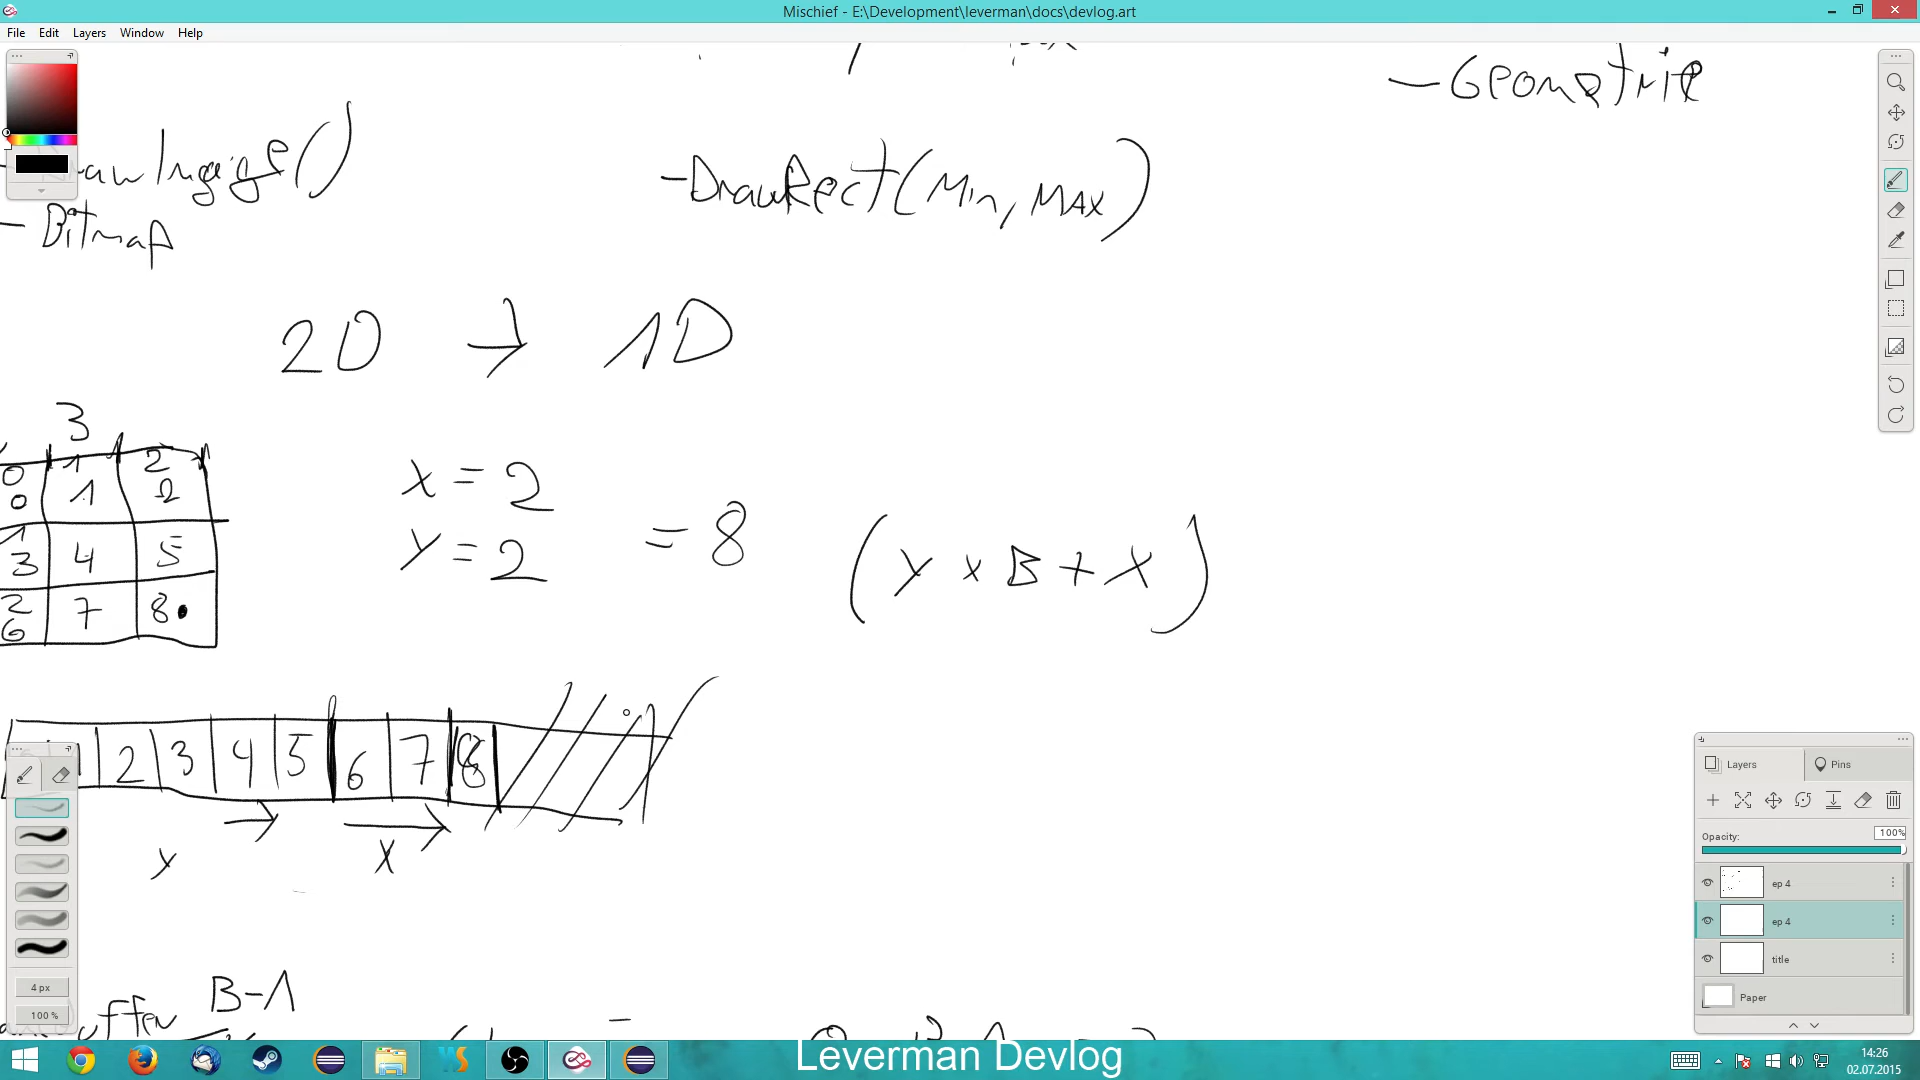 Mischief - E:\Development\leverman\docs\devlog.art
File Edit Layers Window Help
- Geometrie
- DrawRect(Min, MAX)
- Bitmap
2D → 1D
3
0 1 2
0 1 2
1
3 4 5
2
6 7 8
x = 2
y = 2
= 8
(y x B + x)
2 3 4 5 6 7 8
y
x
B-1
4 px
100 %
Layers Pins
Opacity: 100%
ep 4
ep 4
title
Paper
Leverman Devlog
14:26
02.07.2015